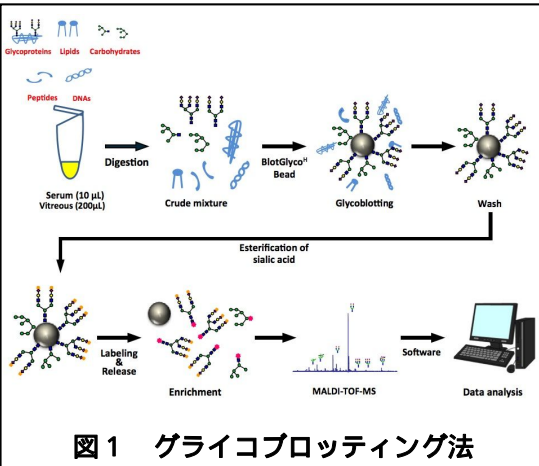 Glycoproteins Lipids Carbohydrates
Peptides DNAs
Serum (10 μL)
Vitreous (200μL)
Digestion
Crude mixture
BlotGlycoᴴ
Bead
Glycoblotting
Wash
Esterification of
sialic acid
Labeling
&
Release
Enrichment
MALDI-TOF-MS
Software
Data analysis
図1 グライコブロッティング法